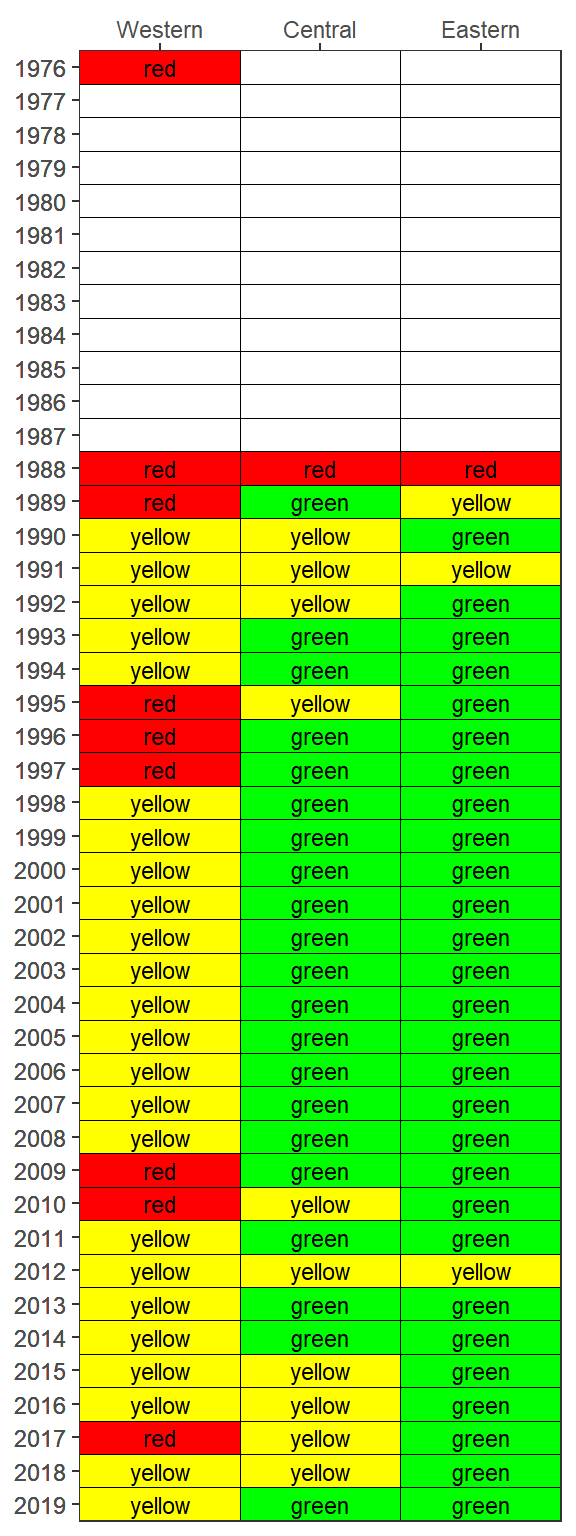 Western Central Eastern
1976 red
1977
1978
1979
1980
1981
1982
1983
1984
1985
1986
1987
1988 red red red
1989 red green yellow
1990 yellow yellow green
1991 yellow yellow yellow
1992 yellow yellow green
1993 yellow green green
1994 yellow green green
1995 red yellow green
1996 red green green
1997 red green green
1998 yellow green green
1999 yellow green green
2000 yellow green green
2001 yellow green green
2002 yellow green green
2003 yellow green green
2004 yellow green green
2005 yellow green green
2006 yellow green green
2007 yellow green green
2008 yellow green green
2009 red green green
2010 red yellow green
2011 yellow green green
2012 yellow yellow yellow
2013 yellow green green
2014 yellow green green
2015 yellow yellow green
2016 yellow yellow green
2017 red yellow green
2018 yellow yellow green
2019 yellow green green